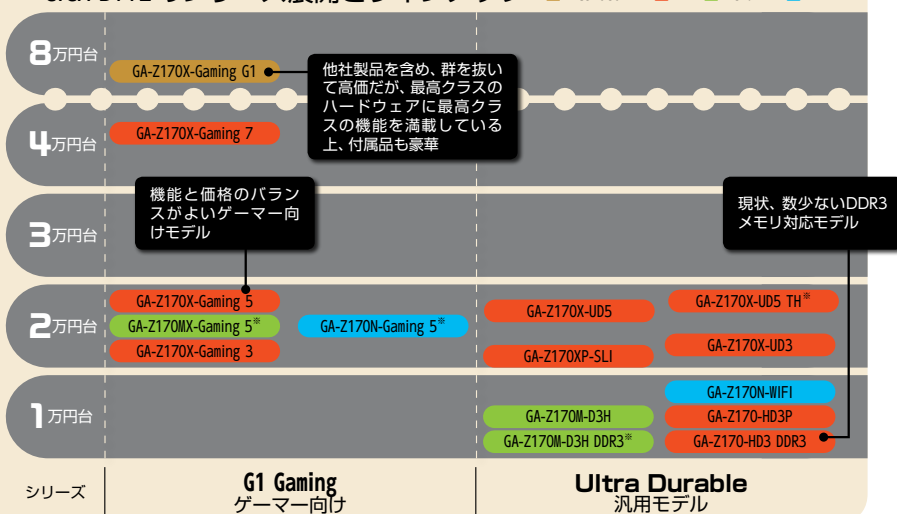 8万円台
GA-Z170X-Gaming G1
他社製品を含め、群を抜い
て高価だが、最高クラスの
ハードウェアに最高クラ
スの機能を満載している
上、付属品も豪華
4万円台
GA-Z170X-Gaming 7
機能と価格のバラン
スがよいゲーマー向
けモデル
現状、数少ないDDR3
メモリ対応モデル
3万円台
2万円台
GA-Z170X-Gaming 5
GA-Z170MX-Gaming 5※
GA-Z170X-Gaming 3
GA-Z170N-Gaming 5※
GA-Z170X-UD5
GA-Z170XP-SLI
GA-Z170X-UD5 TH※
GA-Z170X-UD3
1万円台
GA-Z170M-D3H
GA-Z170M-D3H DDR3※
GA-Z170N-WIFI
GA-Z170-HD3P
GA-Z170-HD3 DDR3
シリーズ
G1 Gaming
ゲーマー向け
Ultra Durable
汎用モデル